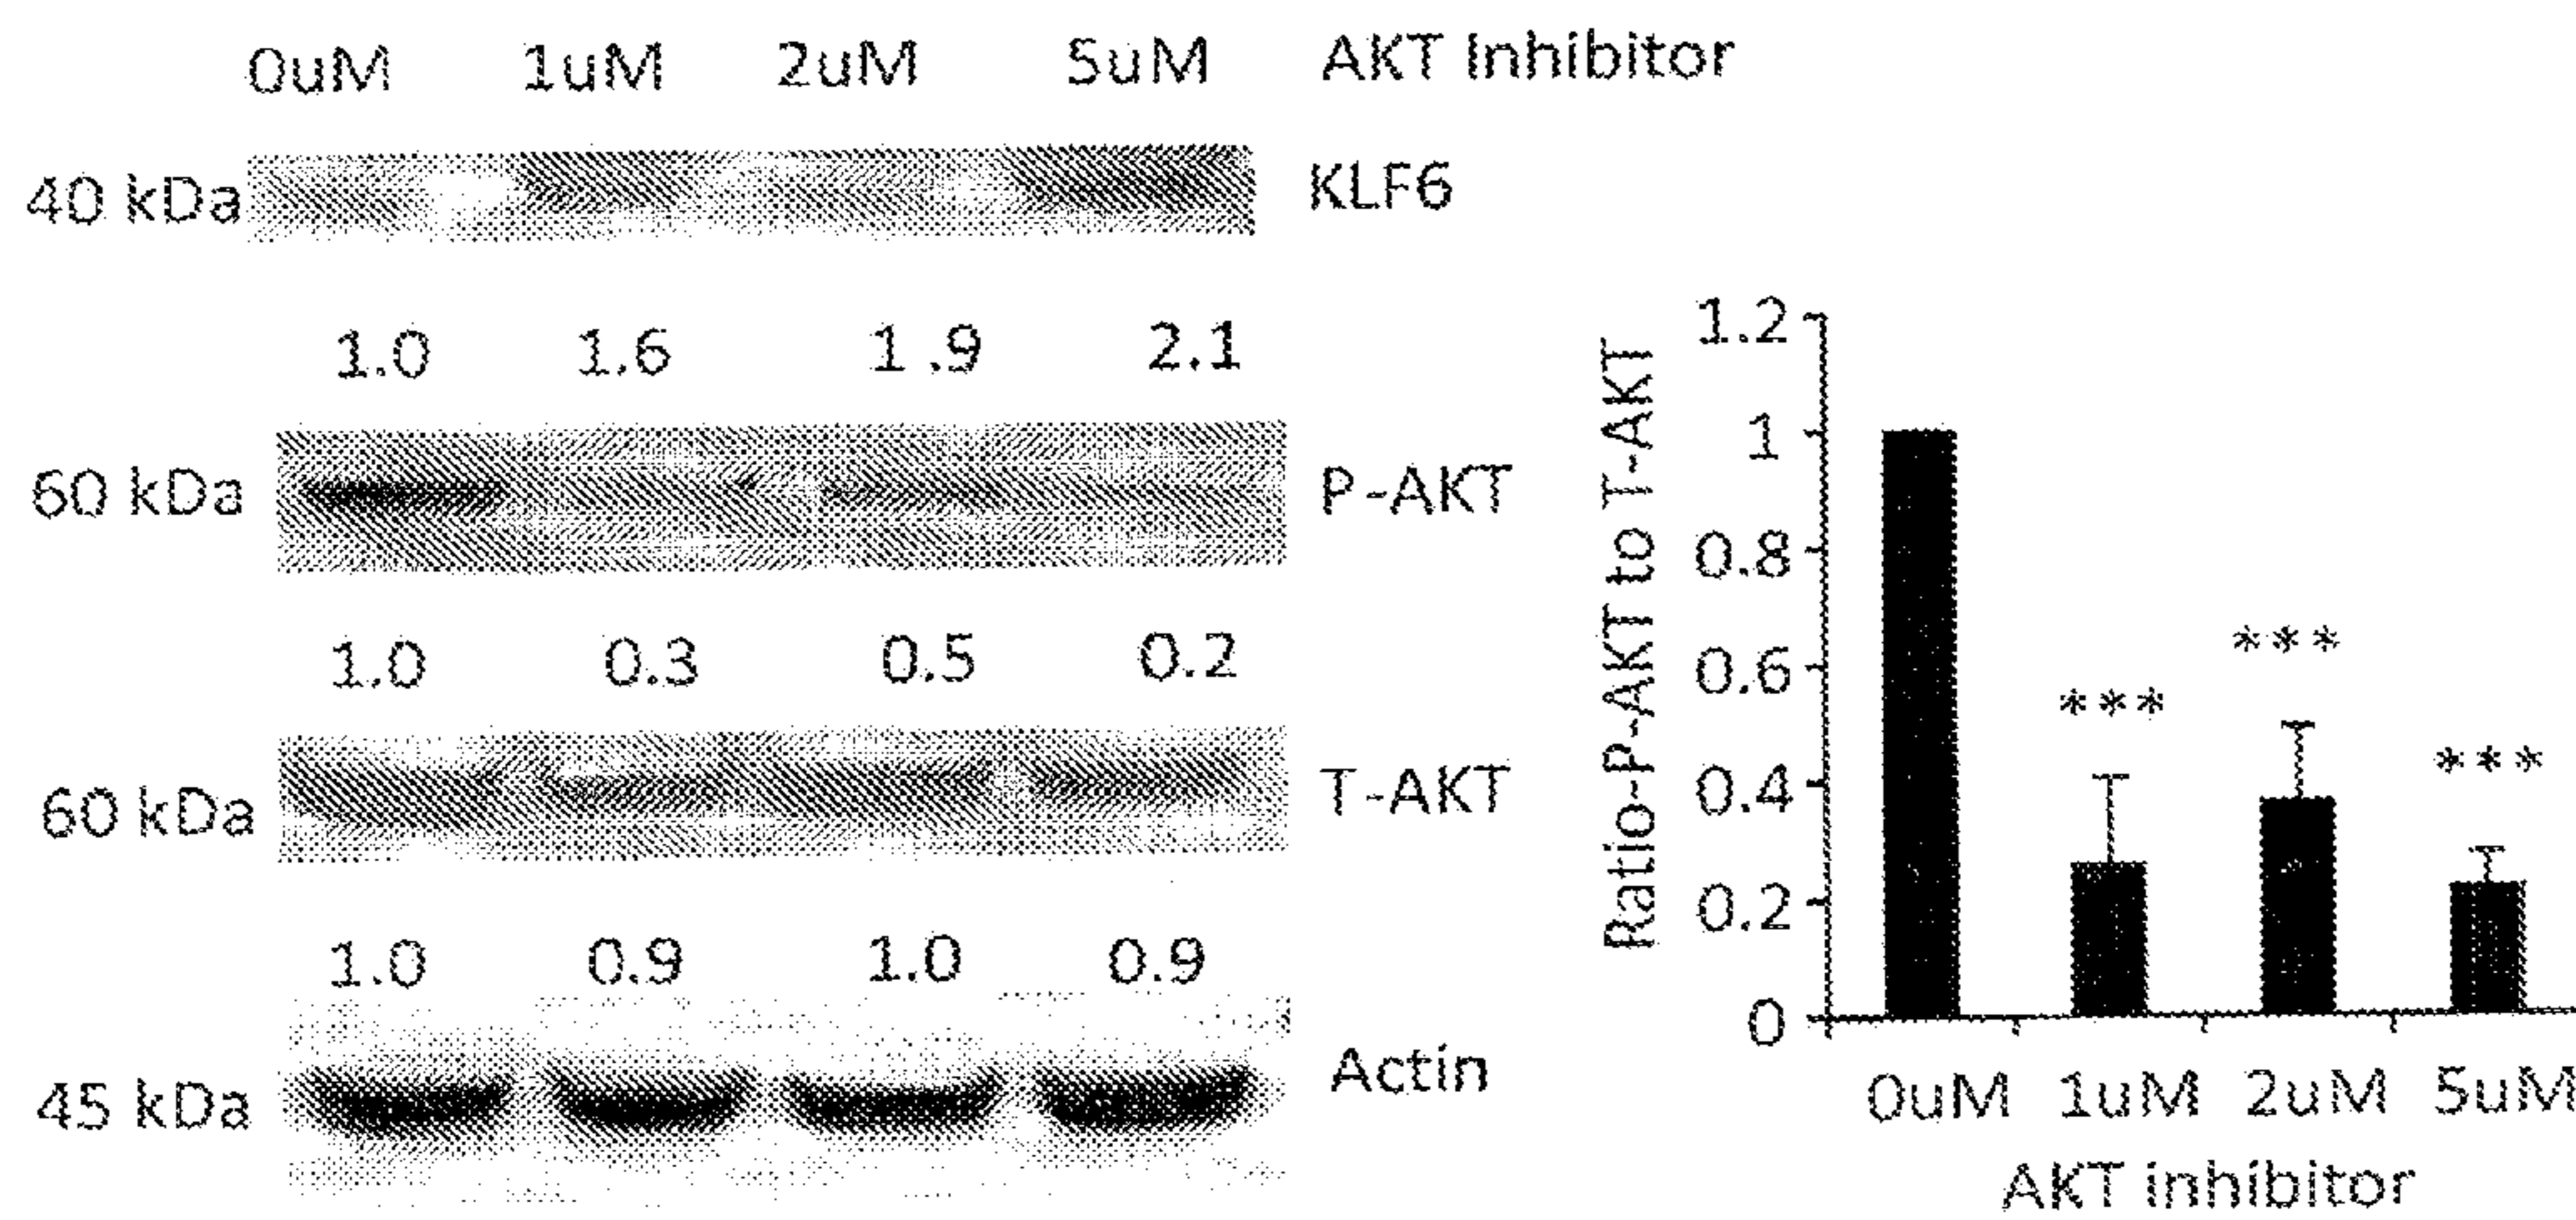 0uM 1uM 2uM 5uM AKT Inhibitor
40 kDa KLF6
1.0 1.6 1.9 2.1
60 kDa P-AKT
1.0 0.3 0.5 0.2
60 kDa T-AKT
1.0 0.9 1.0 0.9
45 kDa Actin
Ratio-P-AKT to T-AKT
1.2
1
0.8
0.6
0.4
0.2
0
***
***
***
0uM 1uM 2uM 5uM
AKT inhibitor